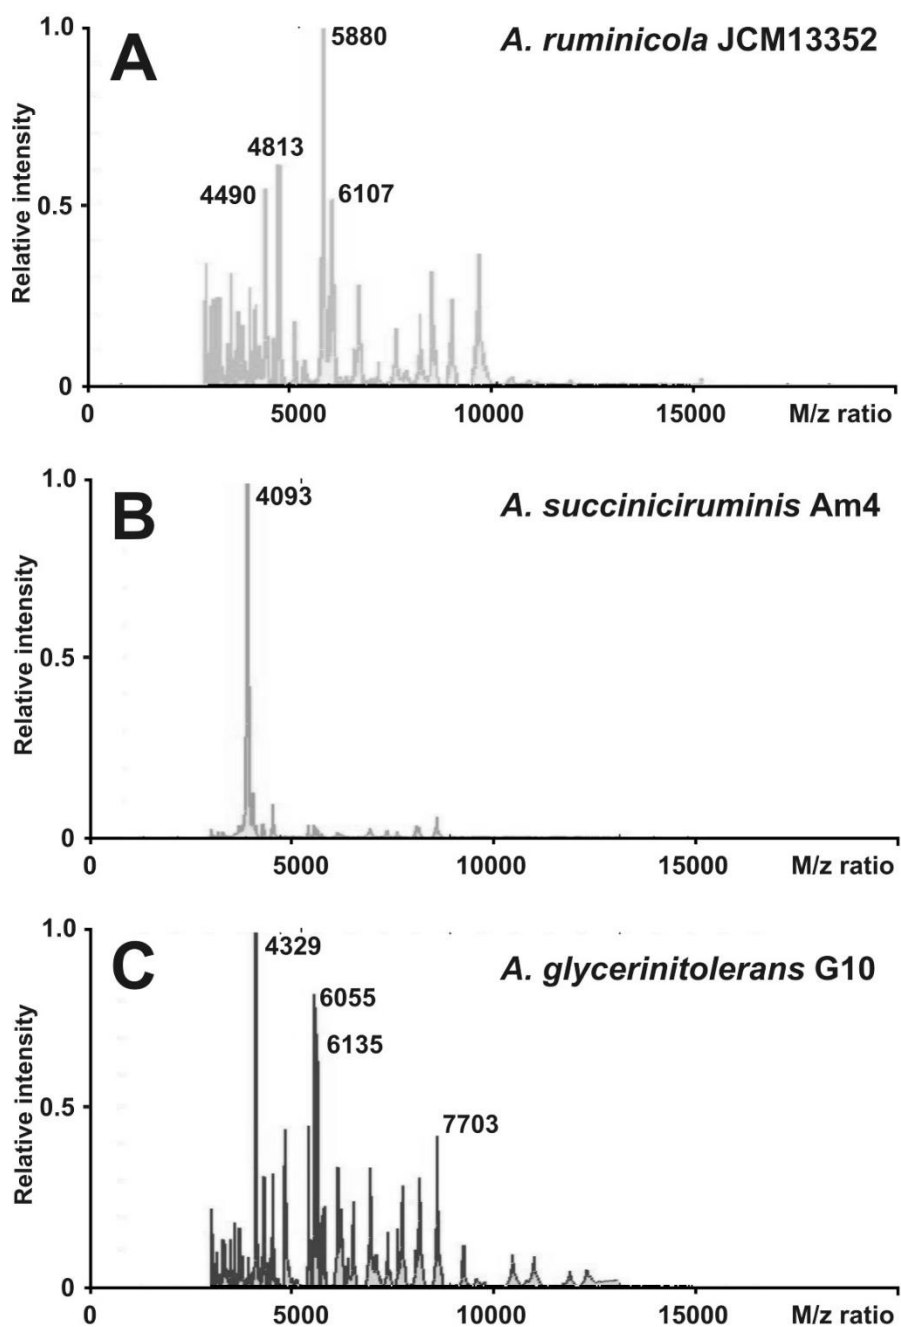 A
A. ruminicola JCM13352
Relative intensity
1.0
0.5
0
5880
4813
4490
6107
0 5000 10000 15000 M/z ratio
B
A. succiniciruminis Am4
Relative intensity
1.0
0.5
0
4093
0 5000 10000 15000 M/z ratio
C
A. glycerinitolerans G10
Relative intensity
1.0
0.5
0
4329
6055
6135
7703
0 5000 10000 15000 M/z ratio